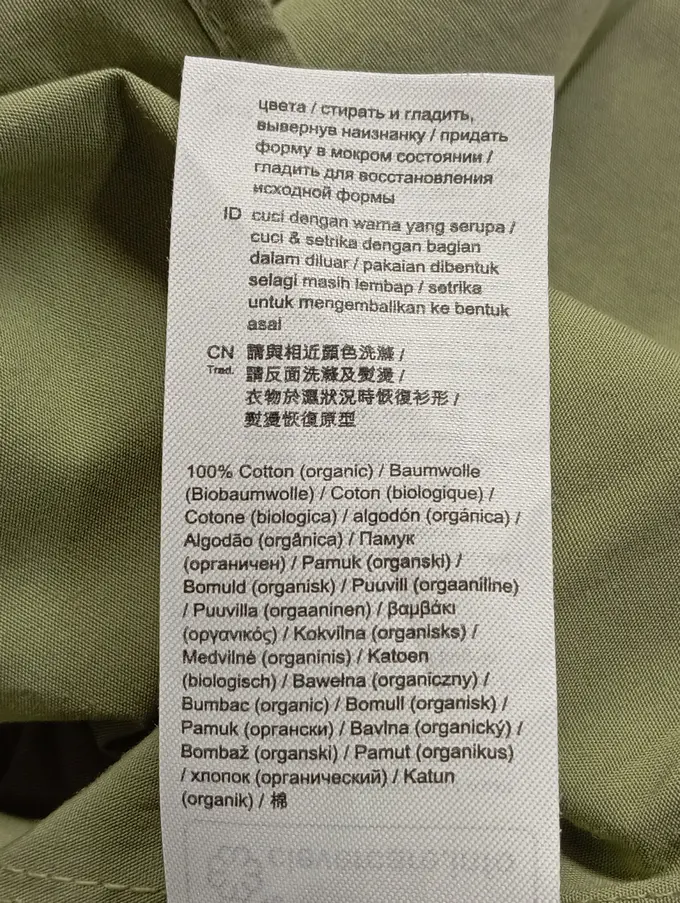 цвета / стирать и гладить,
вывернув наизнанку / придать
форму в мокром состоянии /
гладить для восстановления
исходной формы
ID cuci dengan warna yang serupa /
cuci & setrika dengan bagian
dalam diluar / pakaian dibentuk
selagi masih lembap / setrika
untuk mengembalikan ke bentuk
asal
CN 請與相近顏色洗滌 /
Trad. 請反面洗滌及熨燙 /
衣物於濕狀況時恢復衫形 /
熨燙恢復原型
100% Cotton (organic) / Baumwolle
(Biobaumwolle) / Coton (biologique) /
Cotone (biologica) / algodón (orgánica) /
Algodão (orgânica) / Памук
(органичен) / Pamuk (organski) /
Bomuld (organisk) / Puuvill (orgaaniline)
/ Puuvilla (orgaaninen) / βαμβάκι
(οργανικός) / Kokvilna (organisks) /
Medvilnė (organinis) / Katoen
(biologisch) / Bawełna (organiczny) /
Bumbac (organic) / Bomull (organisk) /
Pamuk (органски) / Bavlna (organický) /
Bombaž (organski) / Pamut (organikus)
/ хлопок (органический) / Katun
(organik) / 棉
clevercare.info